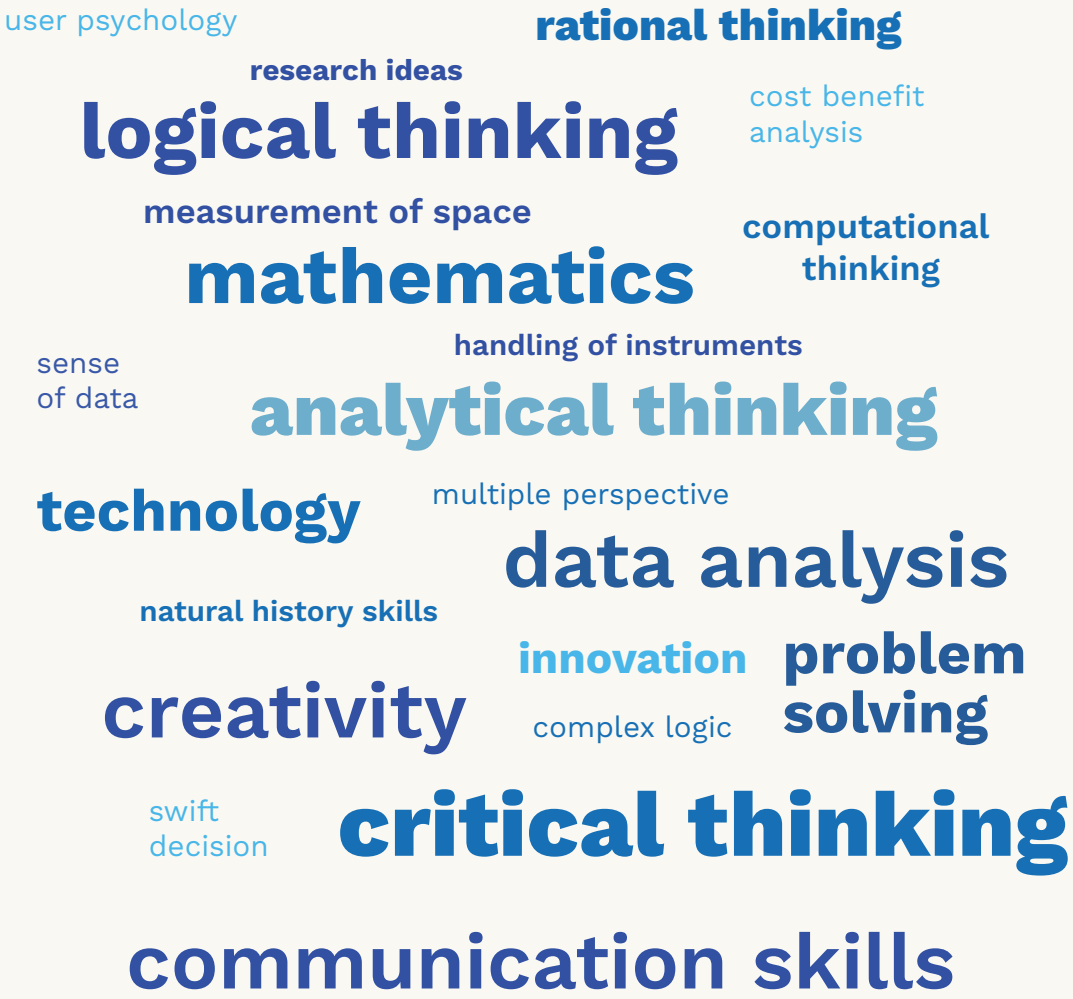 user psychology
rational thinking
research ideas
logical thinking
cost benefit
analysis
measurement of space
computational
thinking
mathematics
handling of instruments
sense
of data
analytical thinking
technology
multiple perspective
data analysis
natural history skills
innovation
problem
solving
creativity
complex logic
swift
decision
critical thinking
communication skills